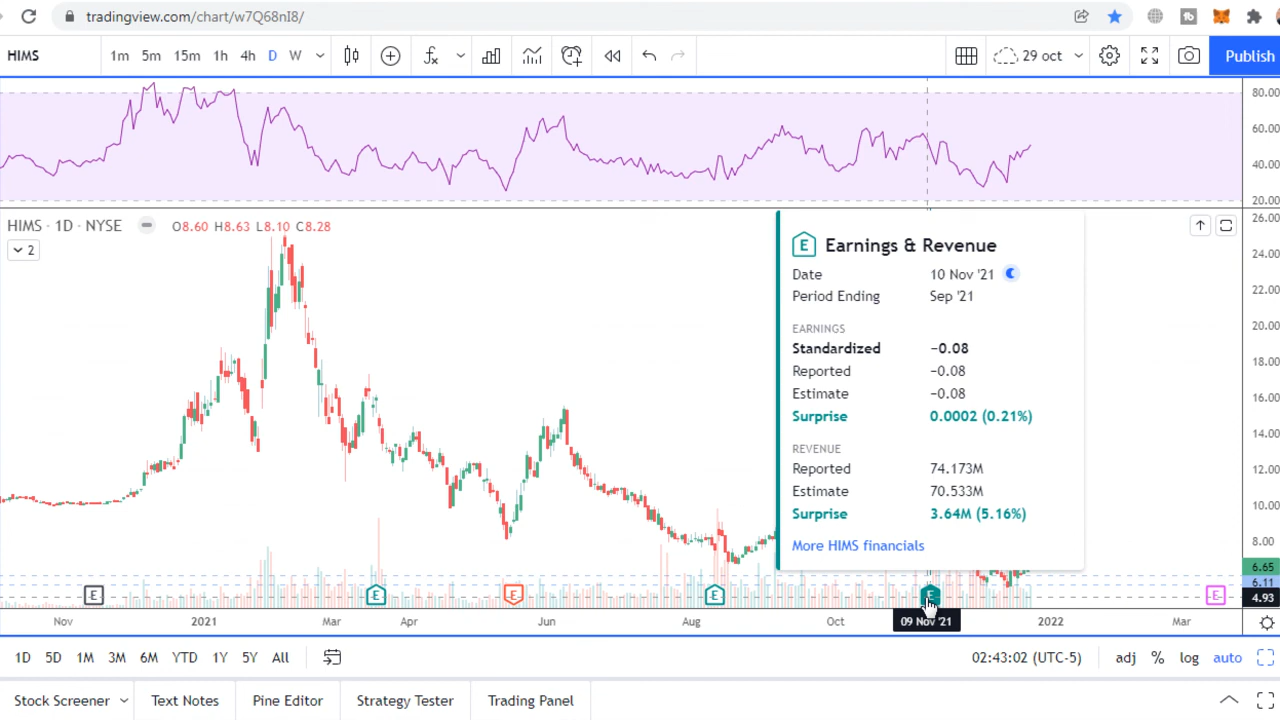 tradingview.com/chart/w7Q68nI8/
HIMS 1m 5m 15m 1h 4h D W 29 oct Publish
80.00
60.00
40.00
20.00
HIMS · 1D · NYSE O8.60 H8.63 L8.10 C8.28
2
26.00
24.00
22.00
20.00
18.00
16.00
14.00
12.00
10.00
8.00
6.65
6.11
4.93
E Earnings & Revenue
Date 10 Nov '21
Period Ending Sep '21
EARNINGS
Standardized −0.08
Reported −0.08
Estimate −0.08
Surprise 0.0002 (0.21%)
REVENUE
Reported 74.173M
Estimate 70.533M
Surprise 3.64M (5.16%)
More HIMS financials
E E E E E E
Nov 2021 Mar Apr Jun Aug Oct 09 Nov '21 2022 Mar
1D 5D 1M 3M 6M YTD 1Y 5Y All 02:43:02 (UTC-5) adj % log auto
Stock Screener Text Notes Pine Editor Strategy Tester Trading Panel